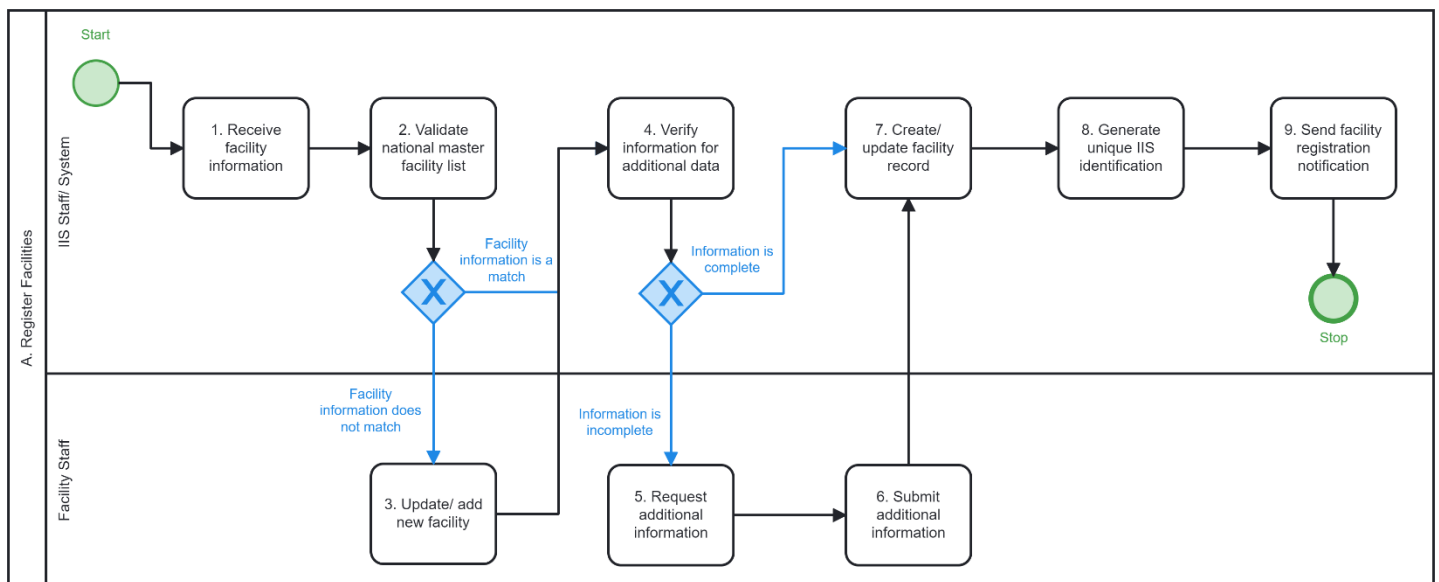 A. Register Facilities
IIS Staff/ System
Start
1. Receive
facility
information
2. Validate
national master
facility list
Facility
information is a
match
4. Verify
information for
additional data
Information is
complete
7. Create/
update facility
record
8. Generate
unique IIS
identification
9. Send facility
registration
notification
Stop
Facility Staff
Facility
information does
not match
3. Update/ add
new facility
Information is
incomplete
5. Request
additional
information
6. Submit
additional
information